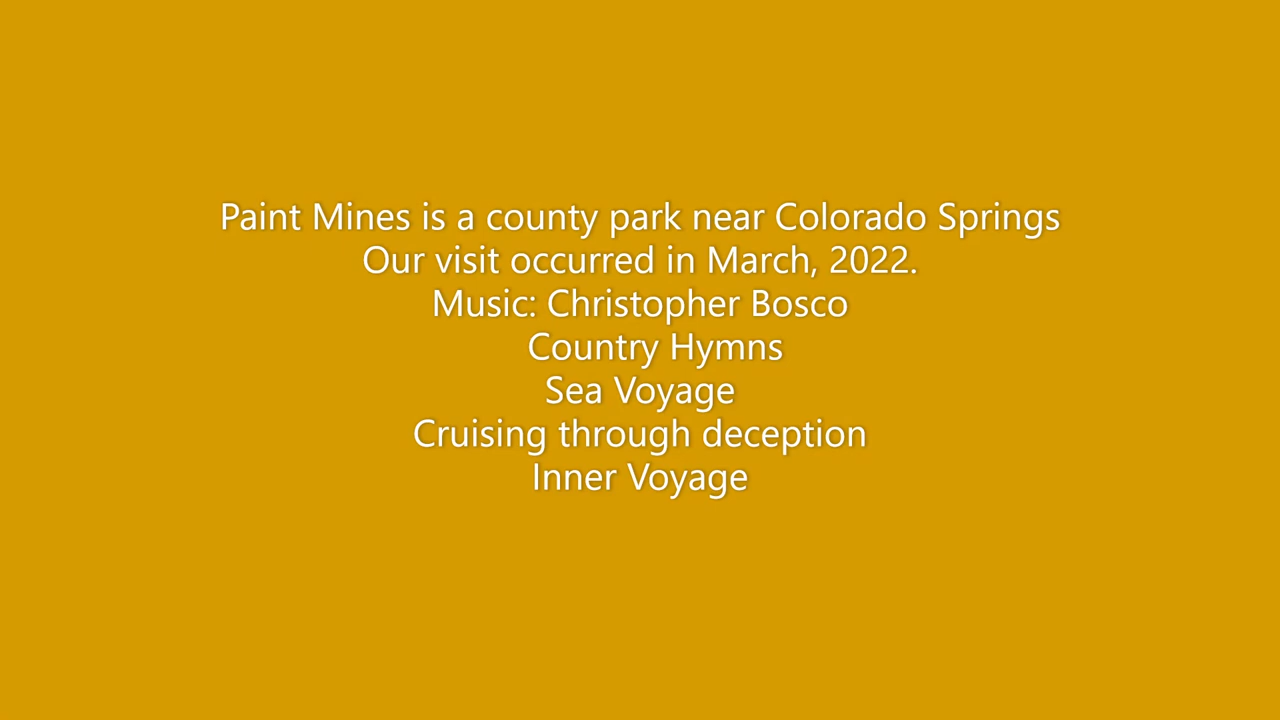 Paint Mines is a county park near Colorado Springs
Our visit occurred in March, 2022.
Music: Christopher Bosco
Country Hymns
Sea Voyage
Cruising through deception
Inner Voyage